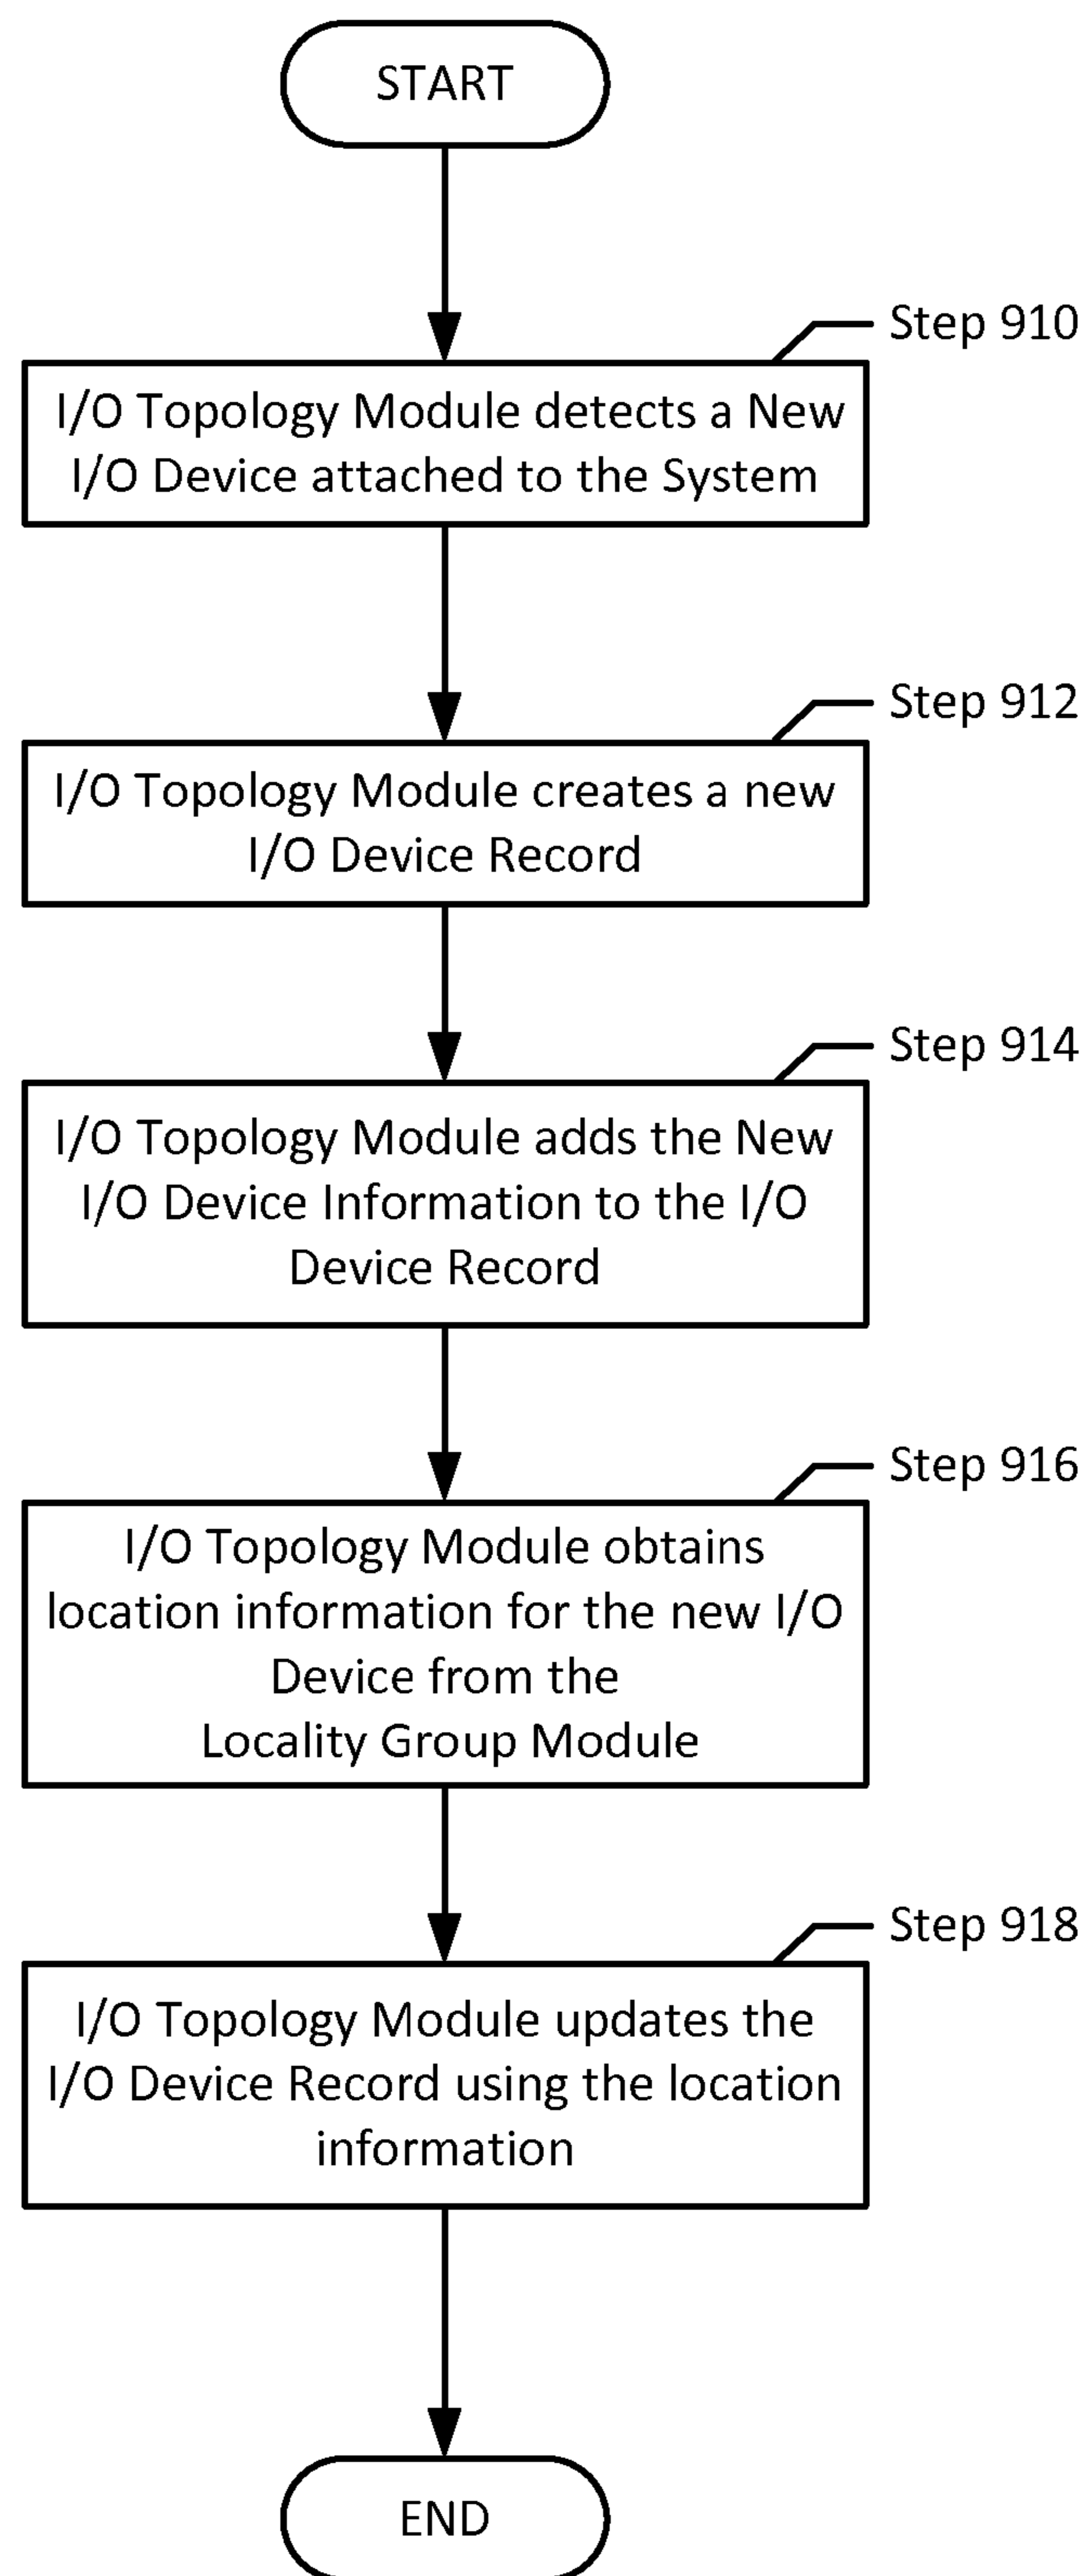 START
Step 910
I/O Topology Module detects a New
I/O Device attached to the System
Step 912
I/O Topology Module creates a new
I/O Device Record
Step 914
I/O Topology Module adds the New
I/O Device Information to the I/O
Device Record
Step 916
I/O Topology Module obtains
location information for the new I/O
Device from the
Locality Group Module
Step 918
I/O Topology Module updates the
I/O Device Record using the location
information
END